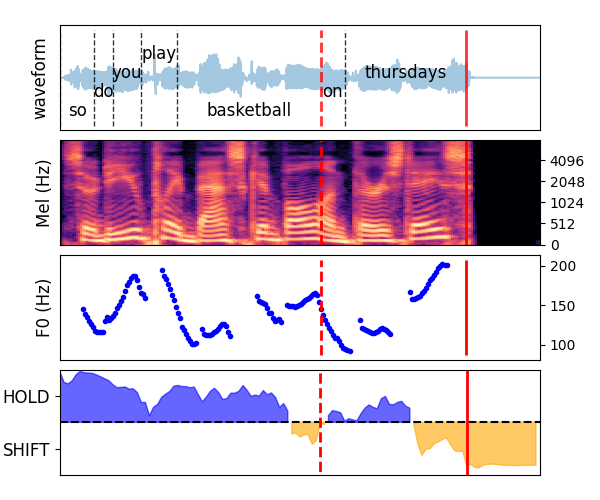 waveform
play
you
thursdays
do
on
so
basketball
Mel (Hz)
4096
2048
1024
512
0
F0 (Hz)
200
150
100
HOLD
SHIFT